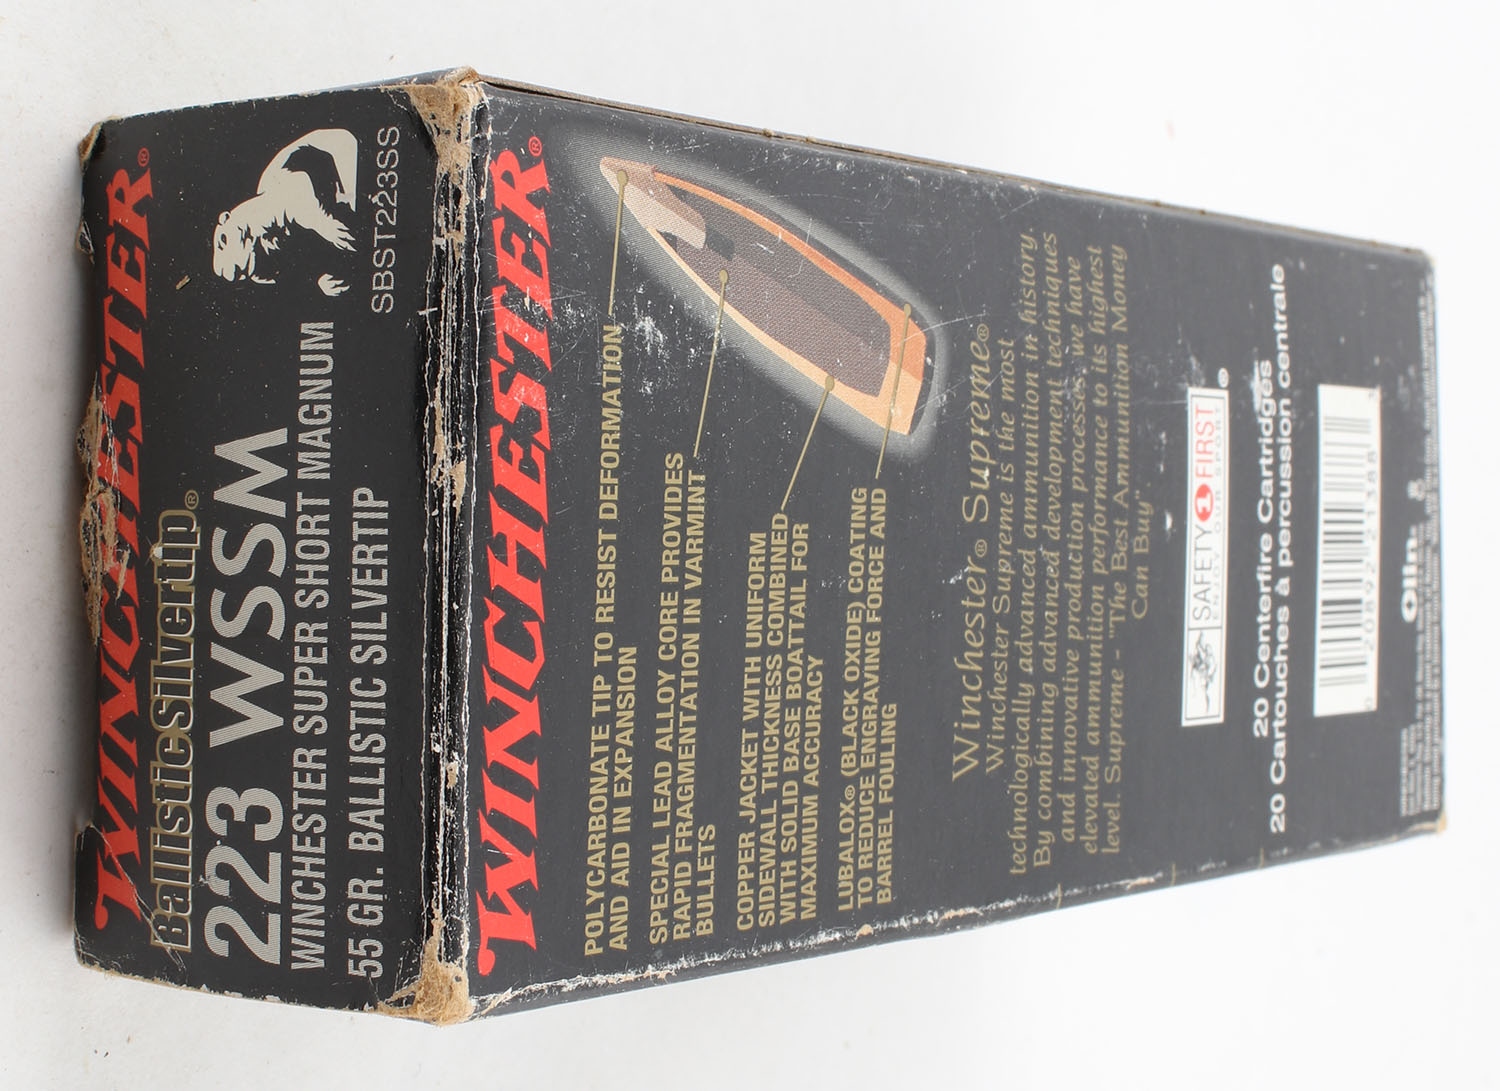 WINCHESTER®
BallisticSilvertip®
223 WSSM
WINCHESTER SUPER SHORT MAGNUM
55 GR. BALLISTIC SILVERTIP
SBST223SS
WINCHESTER®
POLYCARBONATE TIP TO RESIST DEFORMATION
AND AID IN EXPANSION
SPECIAL LEAD ALLOY CORE PROVIDES
RAPID FRAGMENTATION IN VARMINT
BULLETS
COPPER JACKET WITH UNIFORM
SIDEWALL THICKNESS COMBINED
WITH SOLID BASE BOATTAIL FOR
MAXIMUM ACCURACY
LUBALOX® (BLACK OXIDE) COATING
TO REDUCE ENGRAVING FORCE AND
BARREL FOULING
Winchester® Supreme®
Winchester Supreme is the most
technologically advanced ammunition in history.
By combining advanced development techniques
and innovative production processes, we have
elevated ammunition performance to its highest
level. Supreme - "The Best Ammunition Money
Can Buy"
SAFETY FIRST
ENJOY OUR SPORT
20 Centerfire Cartridges
20 Cartouches à percussion centrale
Olin